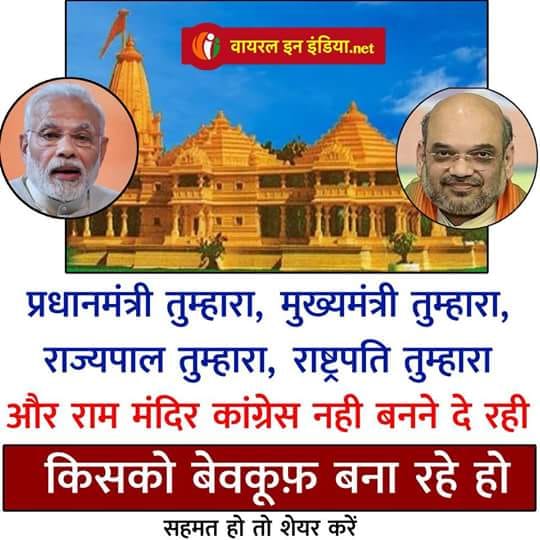 वायरल इन इंडिया.net
प्रधानमंत्री तुम्हारा, मुख्यमंत्री तुम्हारा,
राज्यपाल तुम्हारा, राष्ट्रपति तुम्हारा
और राम मंदिर कांग्रेस नही बनने दे रही
किसको बेवकूफ़ बना रहे हो
सहमत हो तो शेयर करें